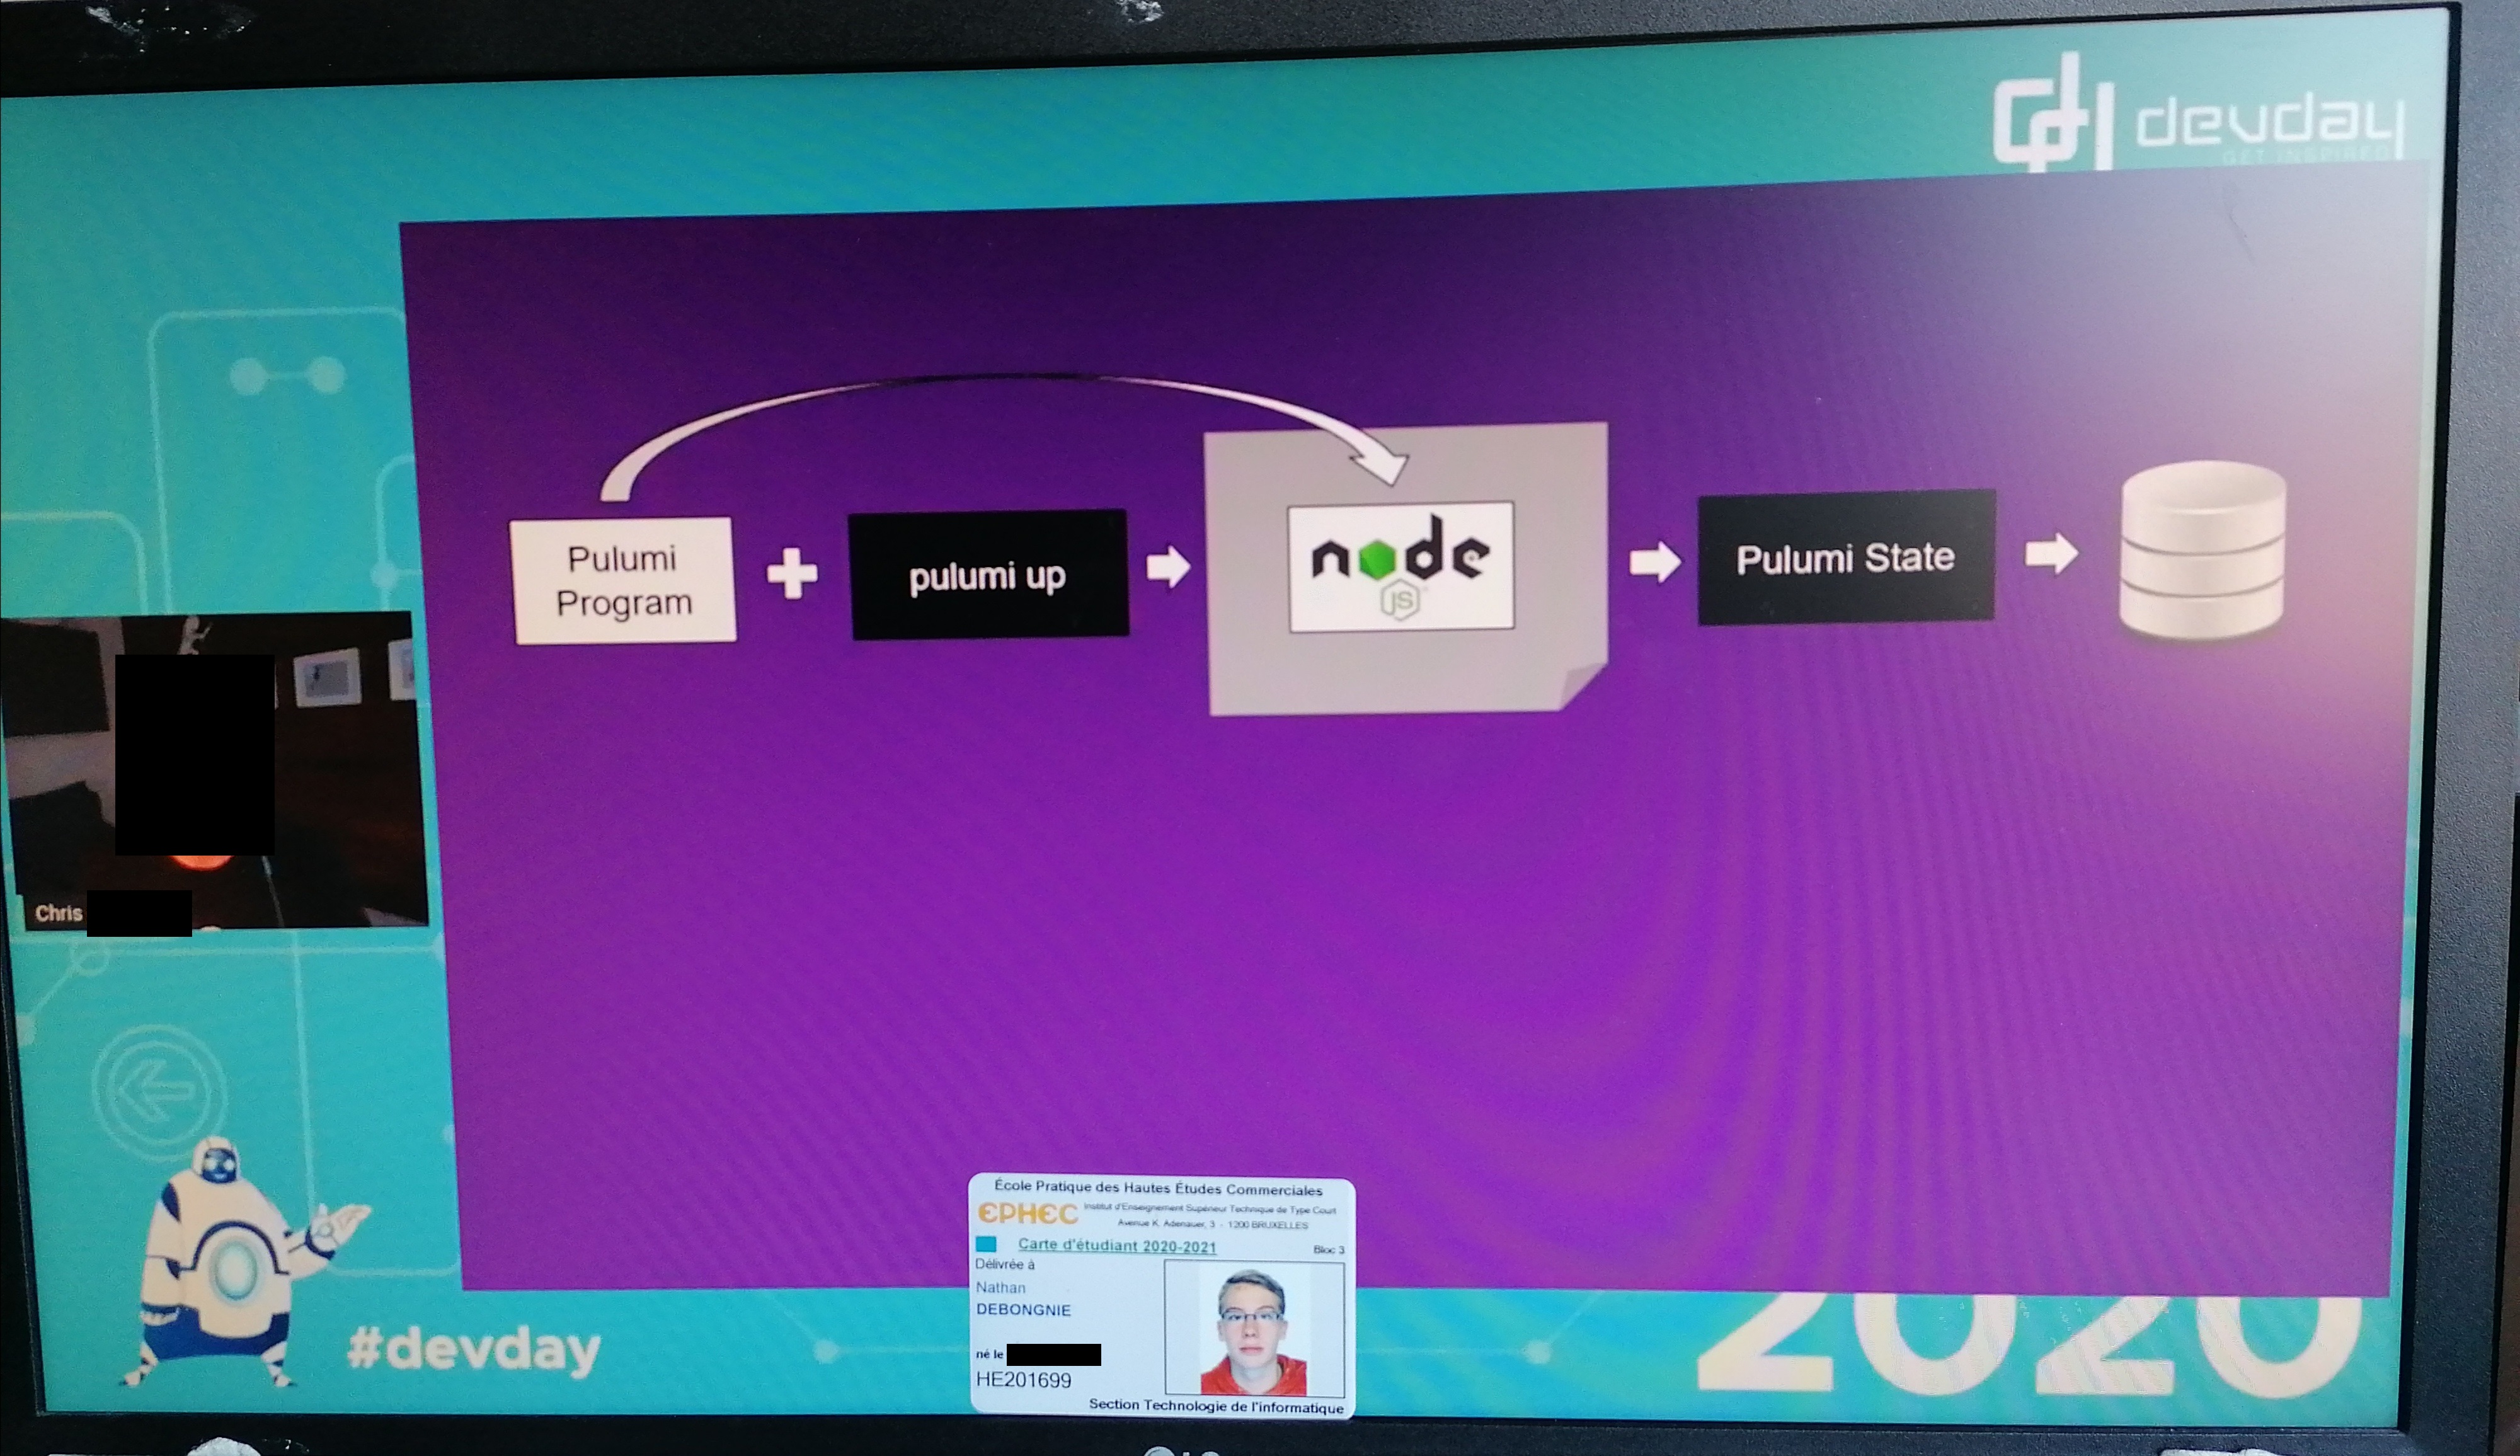 devday
GET INSPIRED
Pulumi
Program
pulumi up
node
JS
Pulumi State
Chris
#devday
2020
École Pratique des Hautes Études Commerciales
EPHEC
Institut d'Enseignement Supérieur Technique de Type Court
Avenue K. Adenauer, 3 - 1200 BRUXELLES
Carte d'étudiant 2020-2021
Bloc 3
Délivrée à
Nathan
DEBONGNIE
né le
HE201699
Section Technologie de l'informatique